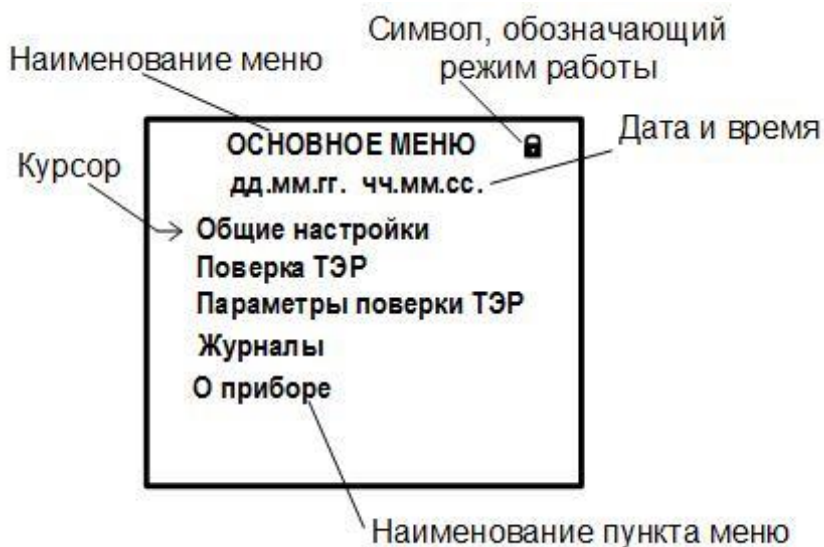 Символ, обозначающий
режим работы
Наименование меню
Дата и время
ОСНОВНОЕ МЕНЮ
дд.мм.гг. чч.мм.сс.
Курсор
Общие настройки
Поверка ТЭР
Параметры поверки ТЭР
Журналы
О приборе
Наименование пункта меню